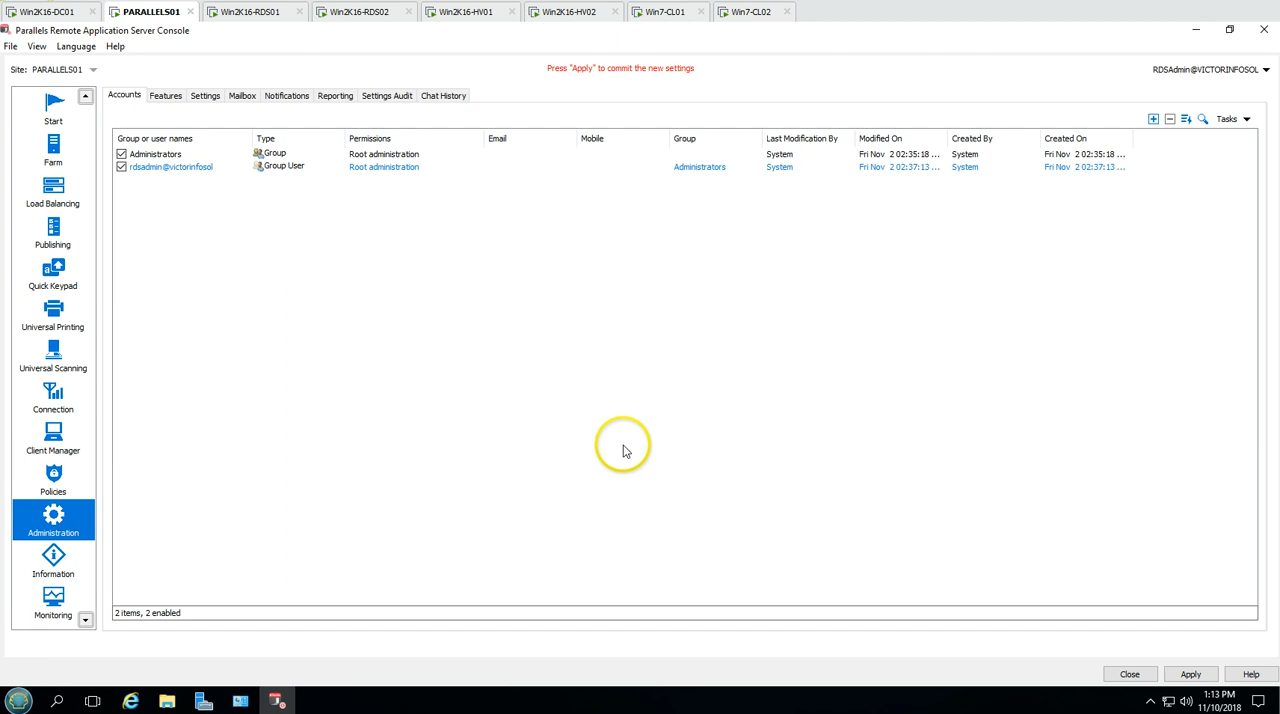 Win2K16-DC01 PARALLELS01 Win2K16-RDS01 Win2K16-RDS02 Win2K16-HV01 Win2K16-HV02 Win7-CL01 Win7-CL02
Parallels Remote Application Server Console
File View Language Help
Site: PARALLELS01
Press "Apply" to commit the new settings
RDSAdmin@VICTORINFOSOL
Accounts Features Settings Mailbox Notifications Reporting Settings Audit Chat History
Tasks
Group or user names Type Permissions Email Mobile Group Last Modification By Modified On Created By Created On
Administrators Group Root administration System Fri Nov 2 02:35:18 ... System Fri Nov 2 02:35:18 ...
rdsadmin@victorinfosol Group User Root administration Administrators System Fri Nov 2 02:37:13 ... System Fri Nov 2 02:37:13 ...
Start
Farm
Load Balancing
Publishing
Quick Keypad
Universal Printing
Universal Scanning
Connection
Client Manager
Policies
Administration
Information
Monitoring
2 items, 2 enabled
Close Apply Help
1:13 PM
11/10/2018